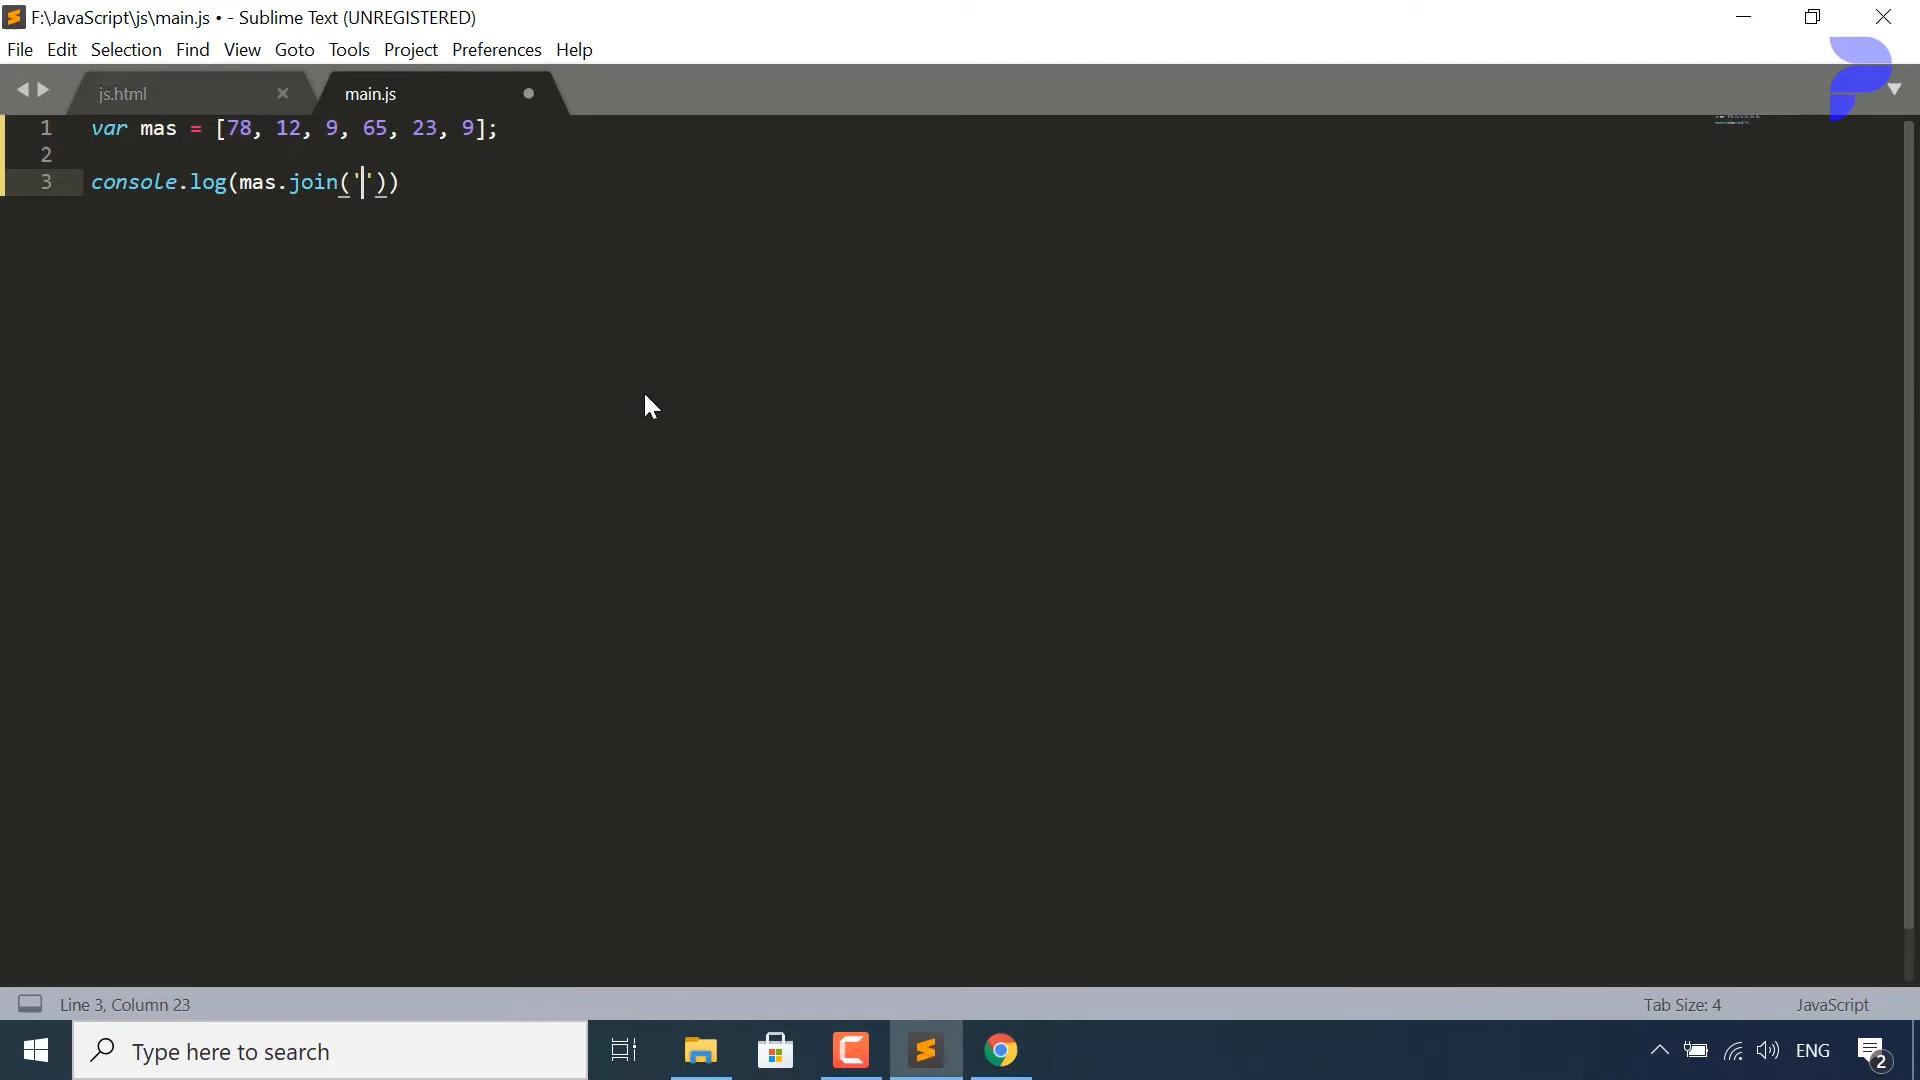 F:\JavaScript\js\main.js • - Sublime Text (UNREGISTERED)
File Edit Selection Find View Goto Tools Project Preferences Help
js.html × main.js
1 var mas = [78, 12, 9, 65, 23, 9];
2
3 console.log(mas.join(''))
Line 3, Column 23 Tab Size: 4 JavaScript
Type here to search ENG 2